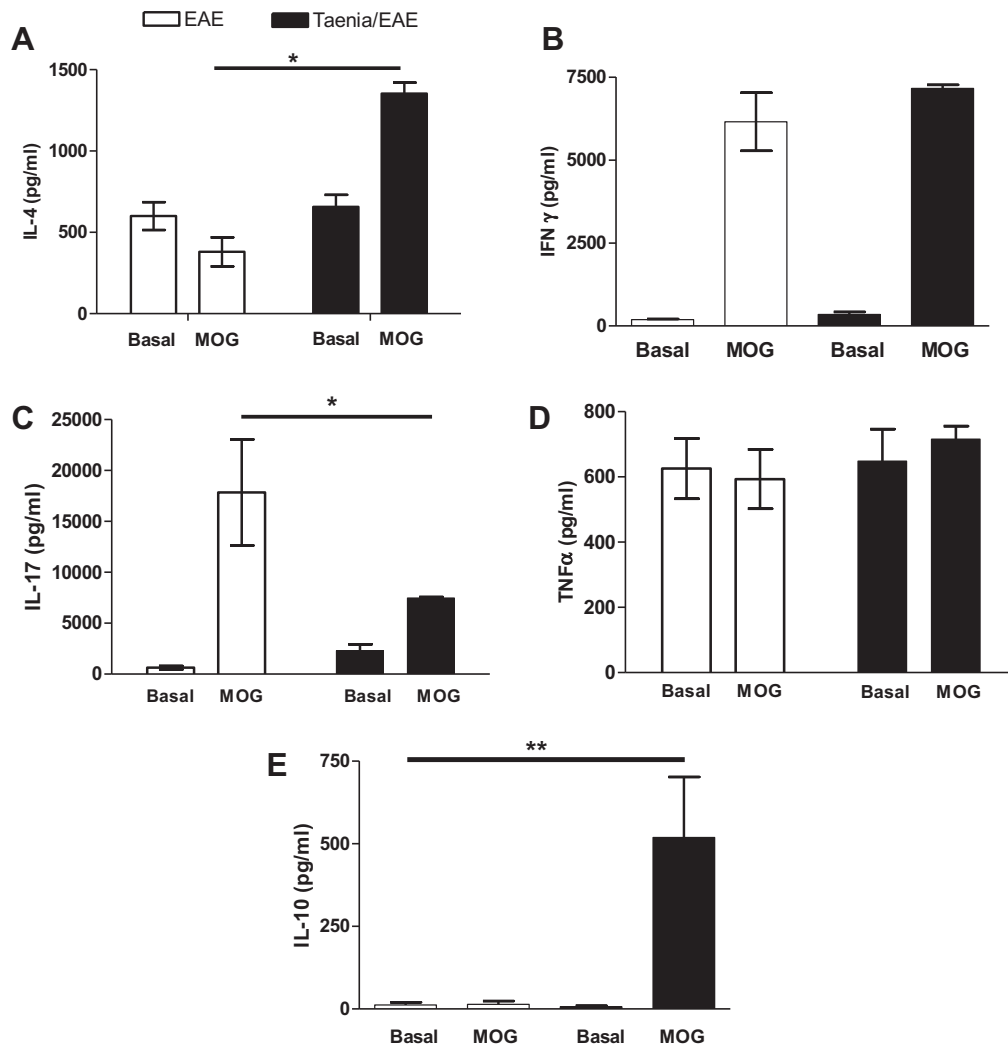 EAE Taenia/EAE
A
*
IL-4 (pg/ml)
1500
1000
500
0
Basal MOG Basal MOG
B
IFN γ (pg/ml)
7500
5000
2500
0
Basal MOG Basal MOG
C
*
IL-17 (pg/ml)
25000
20000
15000
10000
5000
0
Basal MOG Basal MOG
D
TNFα (pg/ml)
800
600
400
200
0
Basal MOG Basal MOG
E
**
IL-10 (pg/ml)
750
500
250
0
Basal MOG Basal MOG